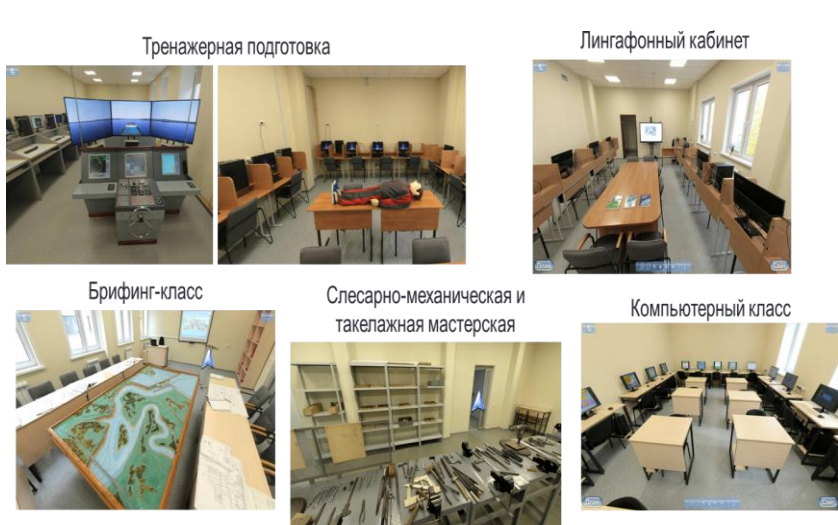 Тренажерная подготовка
Лингафонный кабинет
Брифинг-класс
Слесарно-механическая и
такелажная мастерская
Компьютерный класс